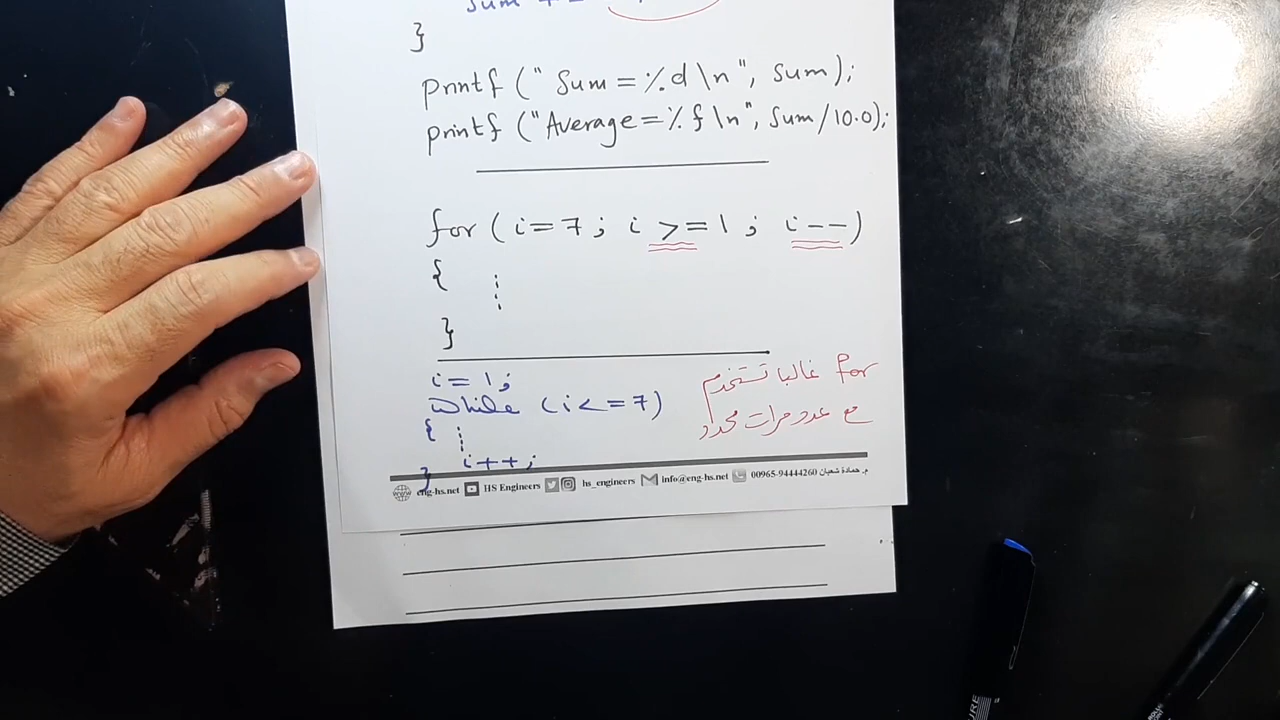 Sum +=
}
printf (" Sum = %d \n ", Sum);
printf ("Average = % f \n", Sum/10.0);
for ( i = 7 ; i >= 1 ; i -- )
{
}
i = 1;
while (i <= 7)
{
i++;
}
for غالبا تستخدم
مع عدد مرات محدد
eng-hs.net HS Engineers hs_engineers info@eng-hs.net 00965-94444260 م. حمادة شعبان